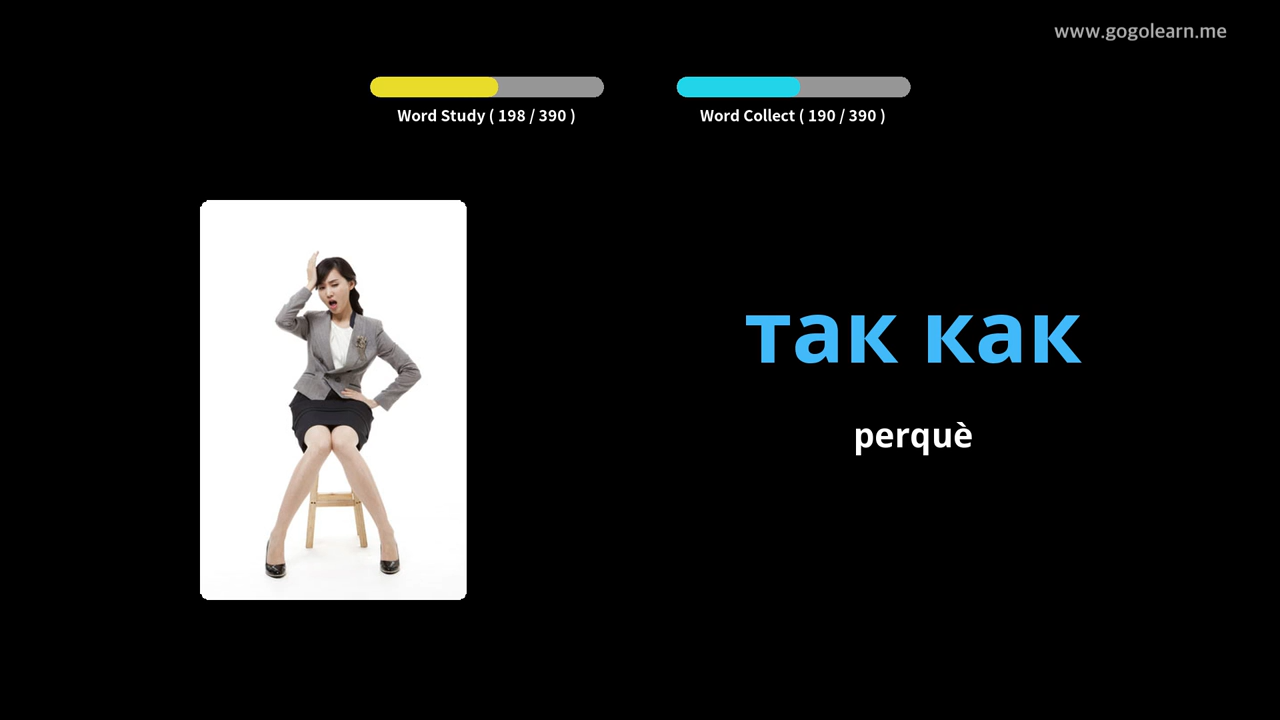 www.gogolearn.me
Word Study ( 198 / 390 )
Word Collect ( 190 / 390 )
так как
perquè